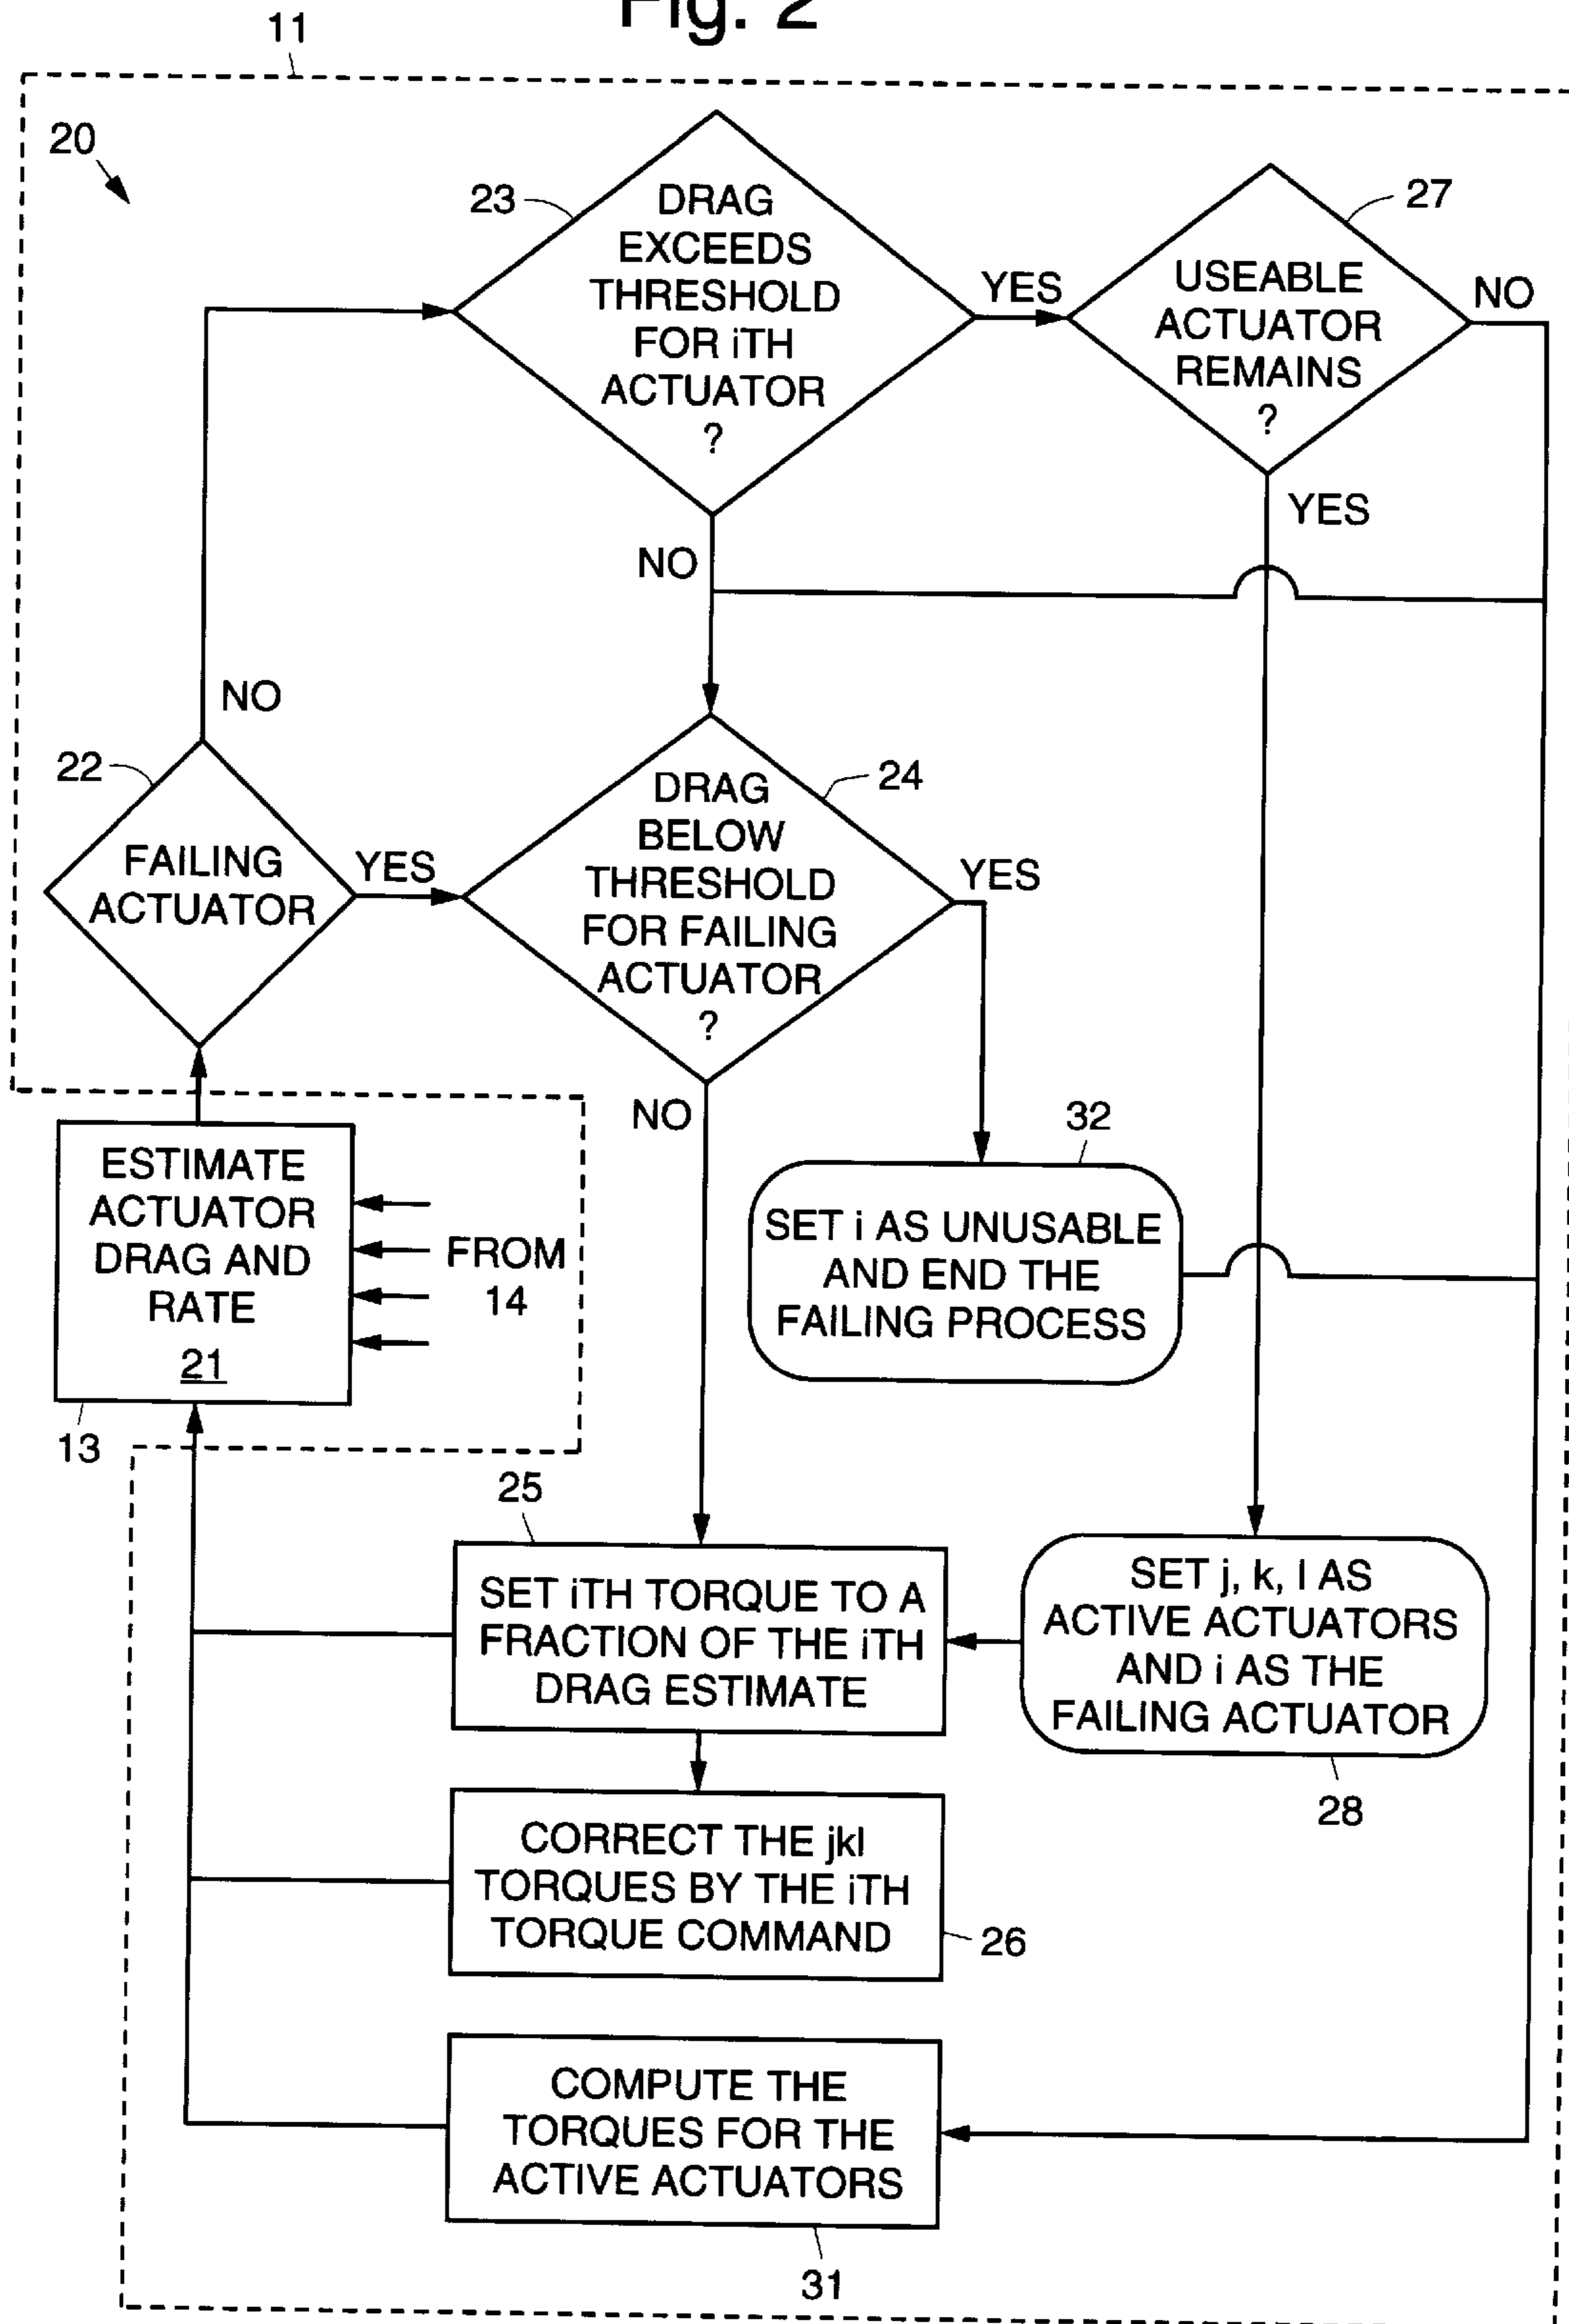 Fig. 2
11
20
23
DRAG
EXCEEDS
THRESHOLD
FOR iTH
ACTUATOR
?
YES
27
USEABLE
ACTUATOR
REMAINS
?
NO
YES
NO
NO
22
FAILING
ACTUATOR
YES
24
DRAG
BELOW
THRESHOLD
FOR FAILING
ACTUATOR
?
YES
NO
ESTIMATE
ACTUATOR
DRAG AND
RATE
21
FROM
14
13
32
SET i AS UNUSABLE
AND END THE
FAILING PROCESS
25
SET iTH TORQUE TO A
FRACTION OF THE iTH
DRAG ESTIMATE
SET j, k, l AS
ACTIVE ACTUATORS
AND i AS THE
FAILING ACTUATOR
28
CORRECT THE jkl
TORQUES BY THE iTH
TORQUE COMMAND
26
COMPUTE THE
TORQUES FOR THE
ACTIVE ACTUATORS
31